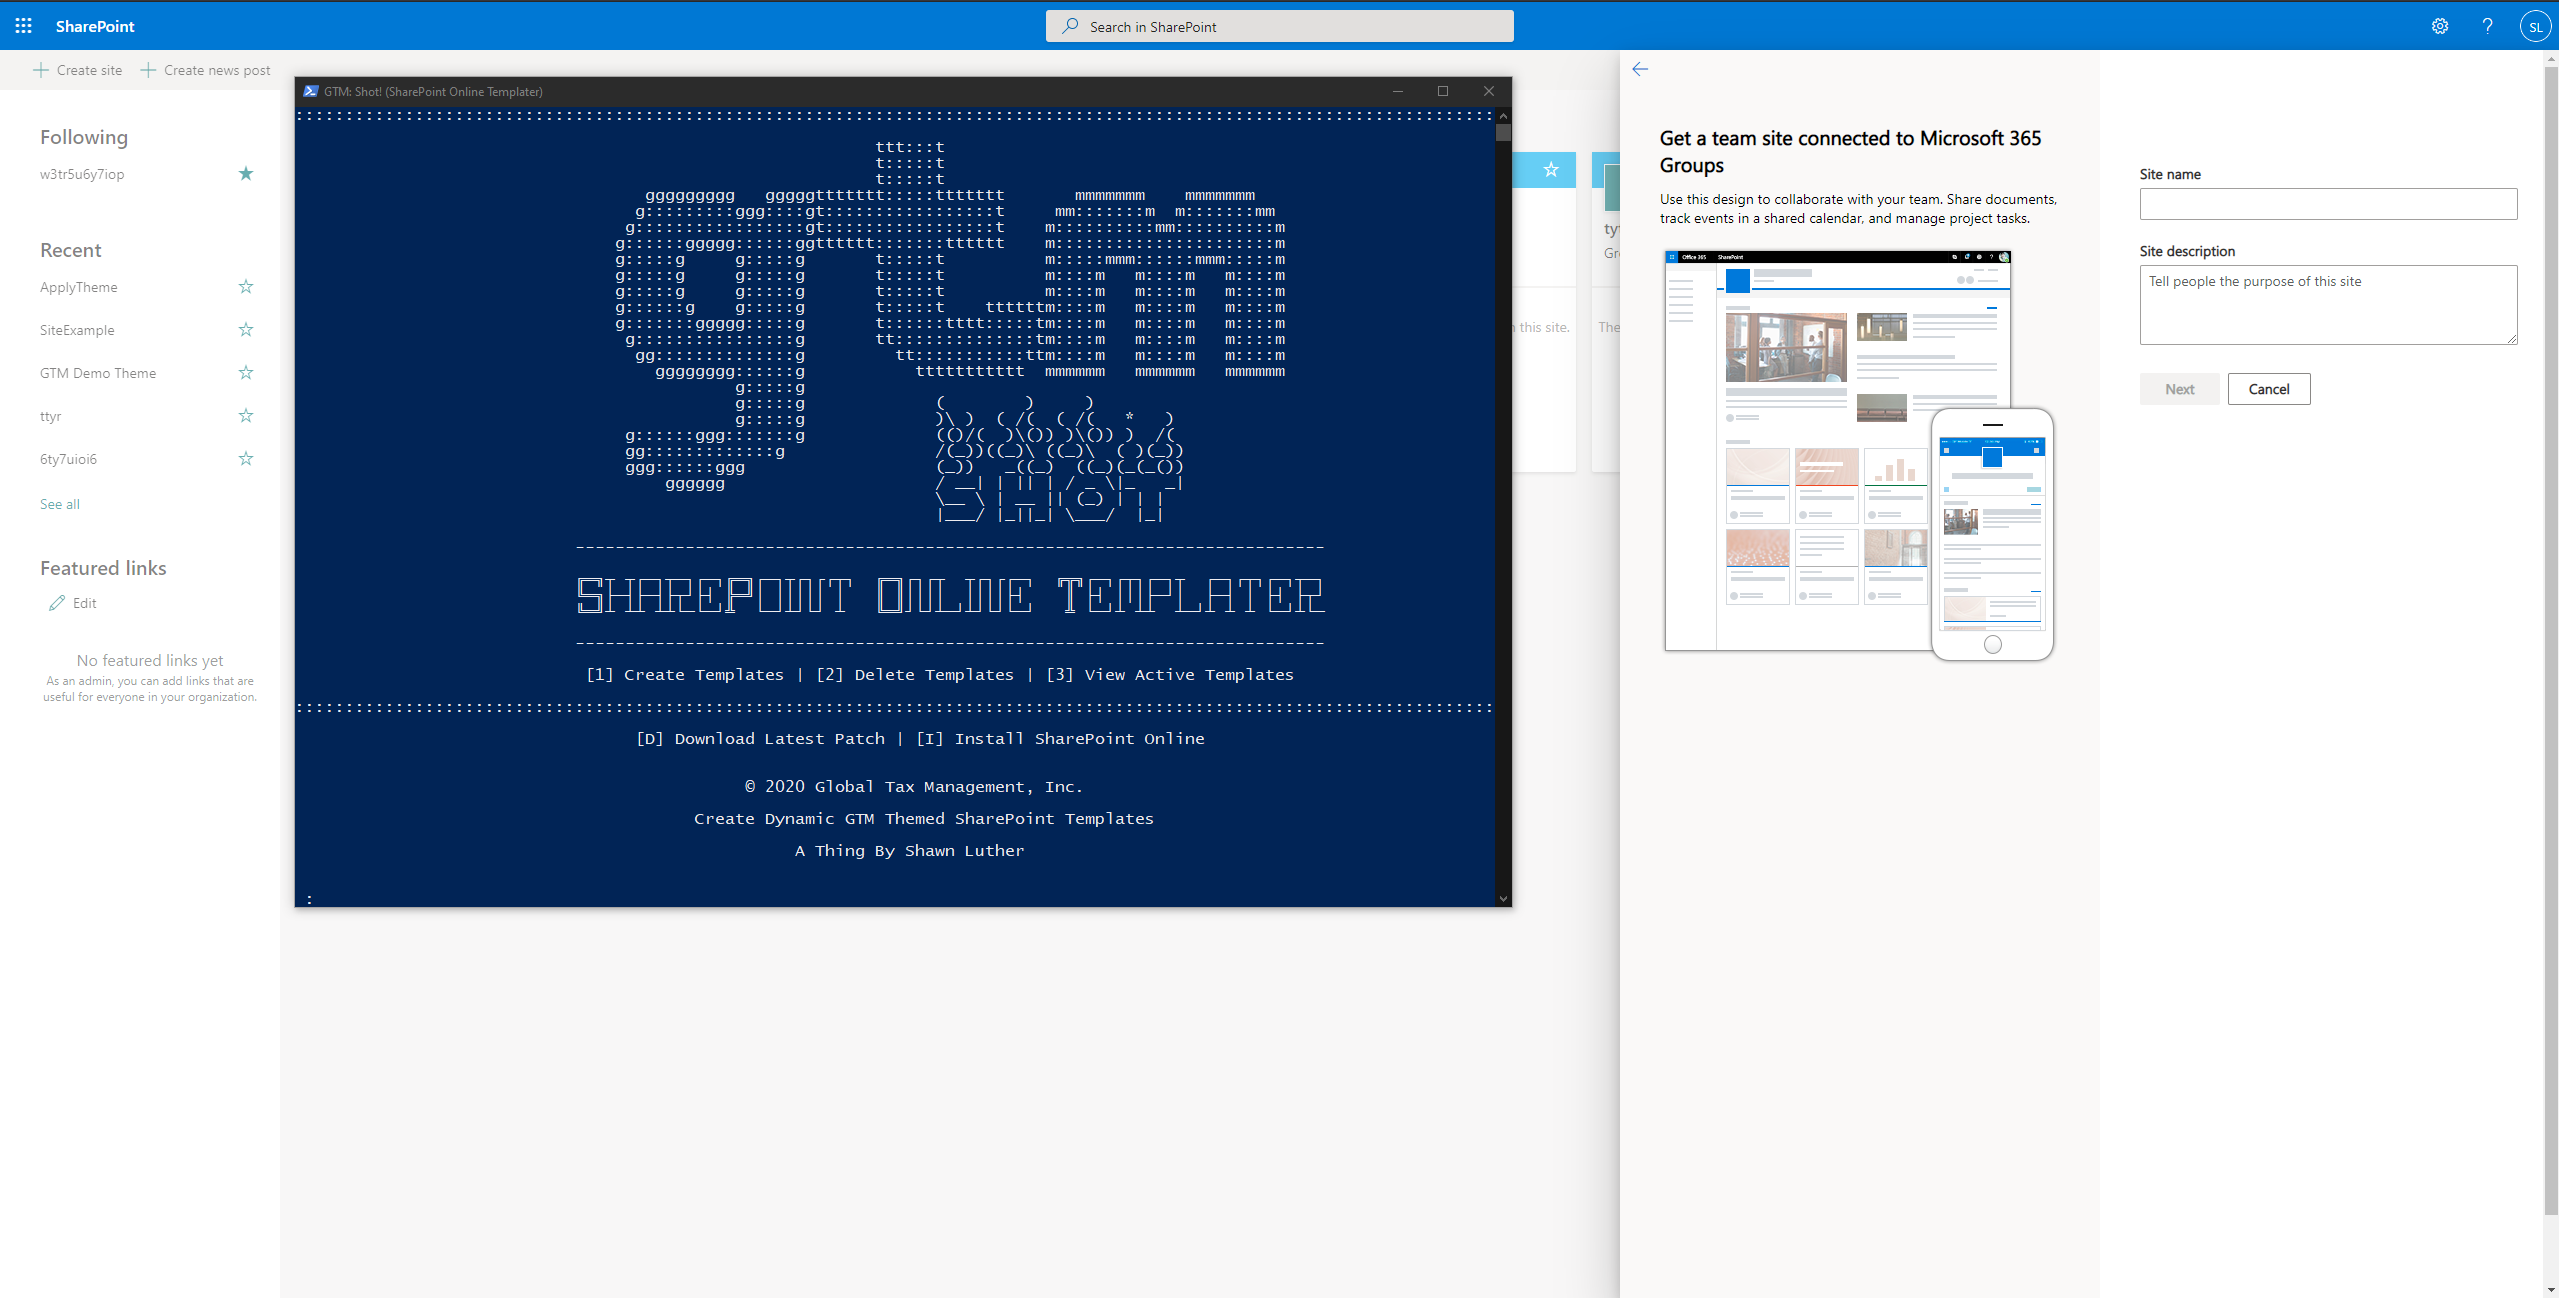 SharePoint
Search in SharePoint
SL
Create site
Create news post
Following
w3tr5u6y7iop
Recent
ApplyTheme
SiteExample
GTM Demo Theme
ttyr
6ty7uioi6
See all
Featured links
Edit
No featured links yet
As an admin, you can add links that are
useful for everyone in your organization.
GTM: Shot! (SharePoint Online Templater)
gtm
SHOT
SHAREPOINT ONLINE TEMPLATER
[1] Create Templates | [2] Delete Templates | [3] View Active Templates
[D] Download Latest Patch | [I] Install SharePoint Online
© 2020 Global Tax Management, Inc.
Create Dynamic GTM Themed SharePoint Templates
A Thing By Shawn Luther
:
this site.
The
Get a team site connected to Microsoft 365
Groups
Use this design to collaborate with your team. Share documents,
track events in a shared calendar, and manage project tasks.
Office 365
SharePoint
Site name
Site description
Tell people the purpose of this site
Next
Cancel